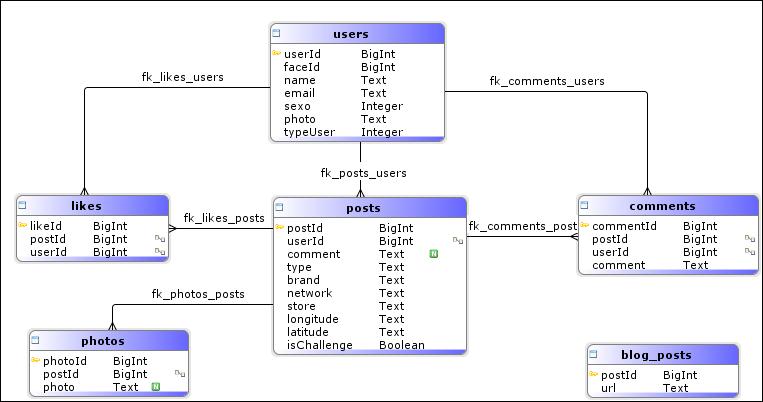 users
userId BigInt
faceId BigInt
name Text
email Text
sexo Integer
photo Text
typeUser Integer
fk_likes_users
fk_comments_users
fk_posts_users
likes
likeId BigInt
postId BigInt
userId BigInt
fk_likes_posts
posts
postId BigInt
userId BigInt
comment Text N
type Text
brand Text
network Text
store Text
longitude Text
latitude Text
isChallenge Boolean
fk_comments_post
comments
commentId BigInt
postId BigInt
userId BigInt
comment Text
fk_photos_posts
photos
photoId BigInt
postId BigInt
photo Text N
blog_posts
postId BigInt
url Text